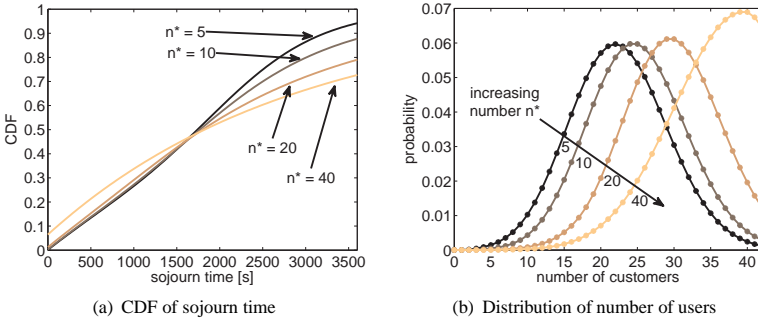 1
0.9
0.8
0.7
0.6
0.5
0.4
0.3
0.2
0.1
0
CDF
n* = 5
n* = 10
n* = 20
n* = 40
0 500 1000 1500 2000 2500 3000 3500
sojourn time [s]
(a) CDF of sojourn time
0.07
0.06
0.05
0.04
0.03
0.02
0.01
0
probability
increasing
number n*
5
10
20
40
0 5 10 15 20 25 30 35 40
number of customers
(b) Distribution of number of users